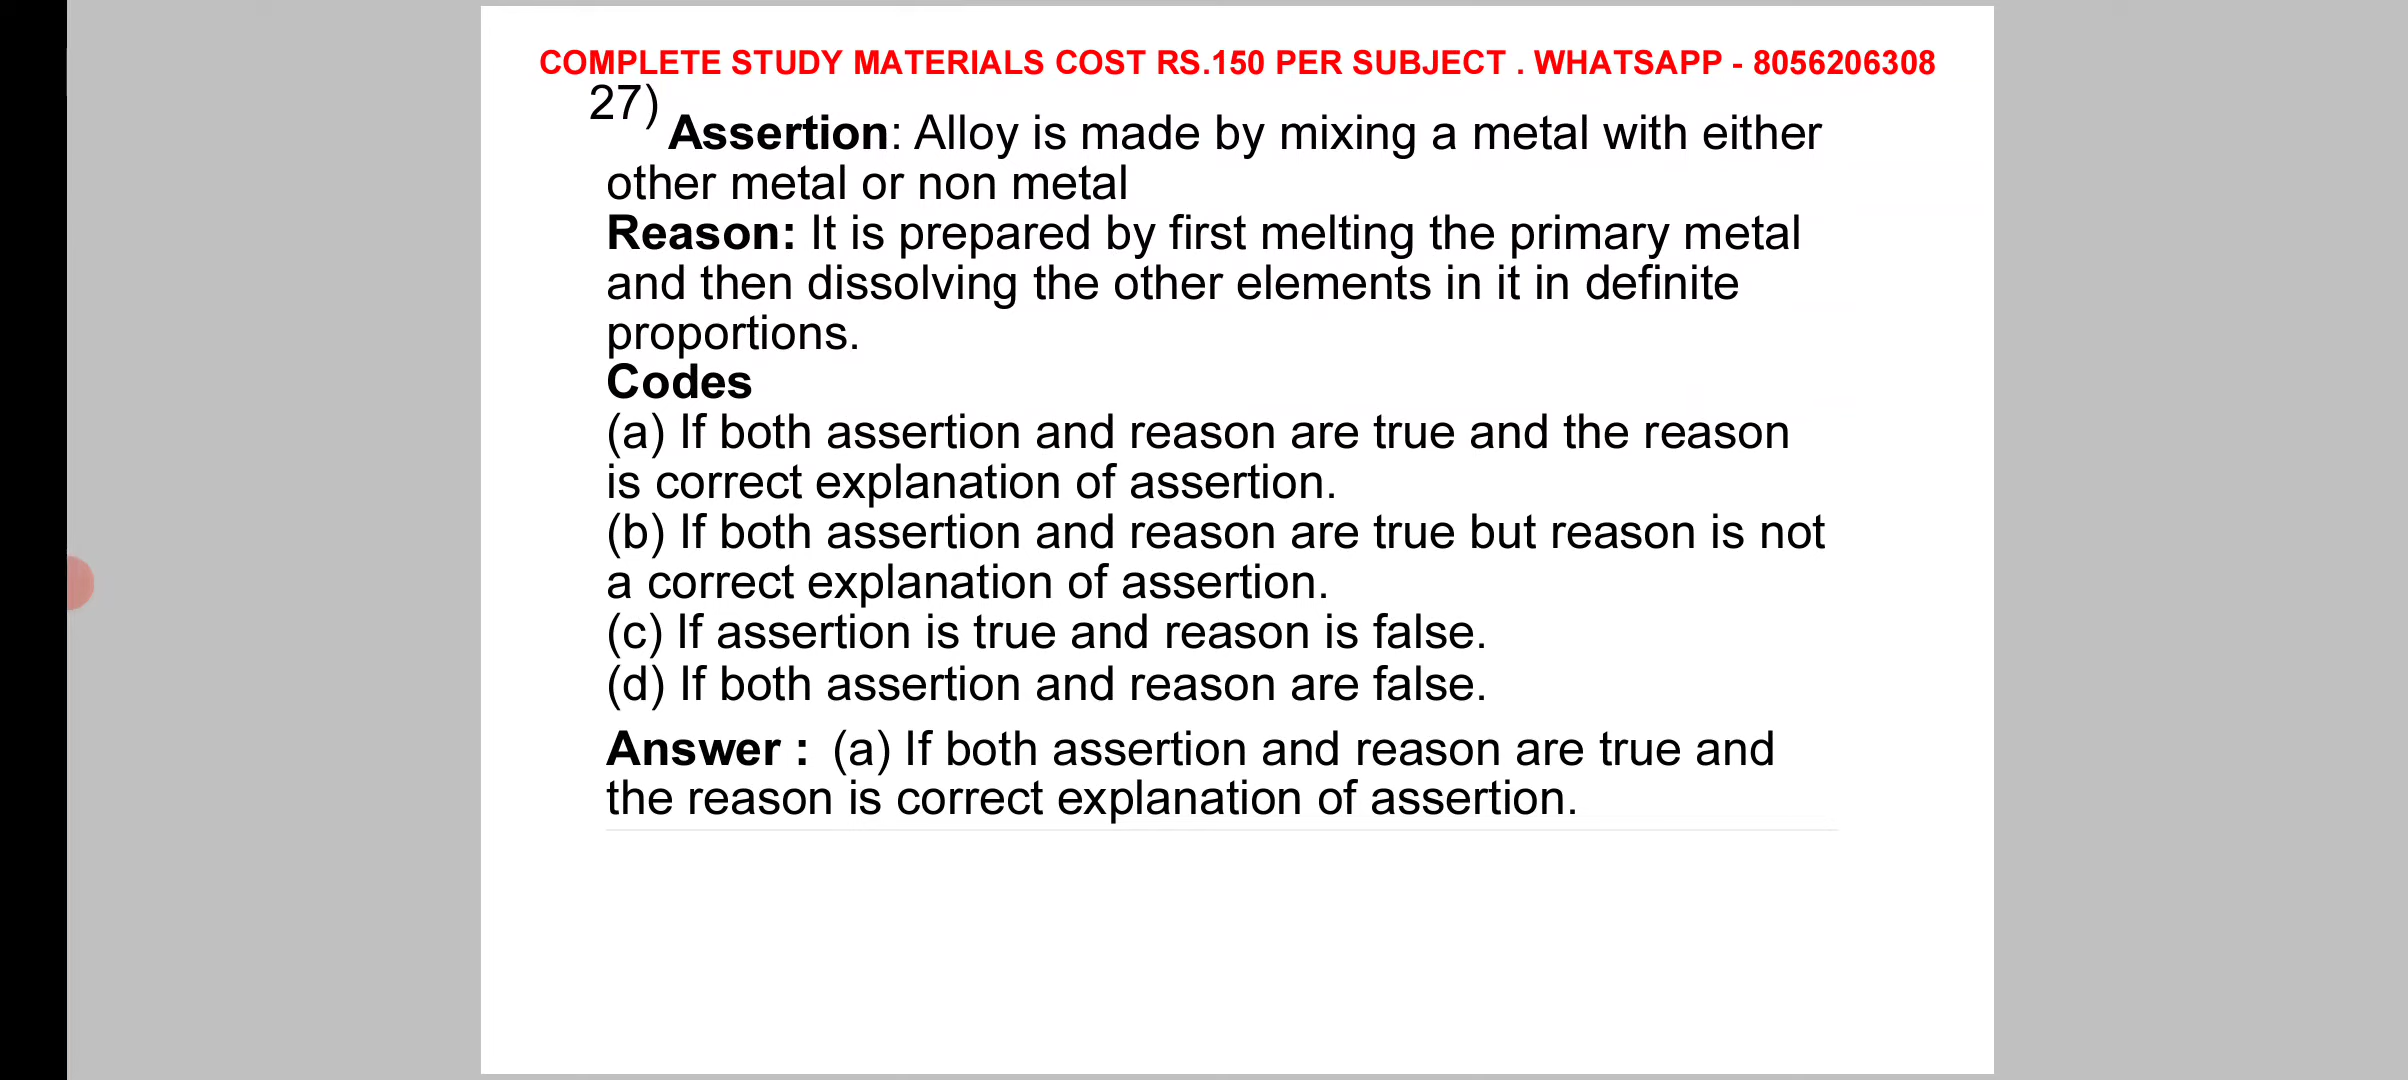 COMPLETE STUDY MATERIALS COST RS.150 PER SUBJECT . WHATSAPP - 8056206308
27)
Assertion: Alloy is made by mixing a metal with either
other metal or non metal
Reason: It is prepared by first melting the primary metal
and then dissolving the other elements in it in definite
proportions.
Codes
(a) If both assertion and reason are true and the reason
is correct explanation of assertion.
(b) If both assertion and reason are true but reason is not
a correct explanation of assertion.
(c) If assertion is true and reason is false.
(d) If both assertion and reason are false.
Answer : (a) If both assertion and reason are true and
the reason is correct explanation of assertion.